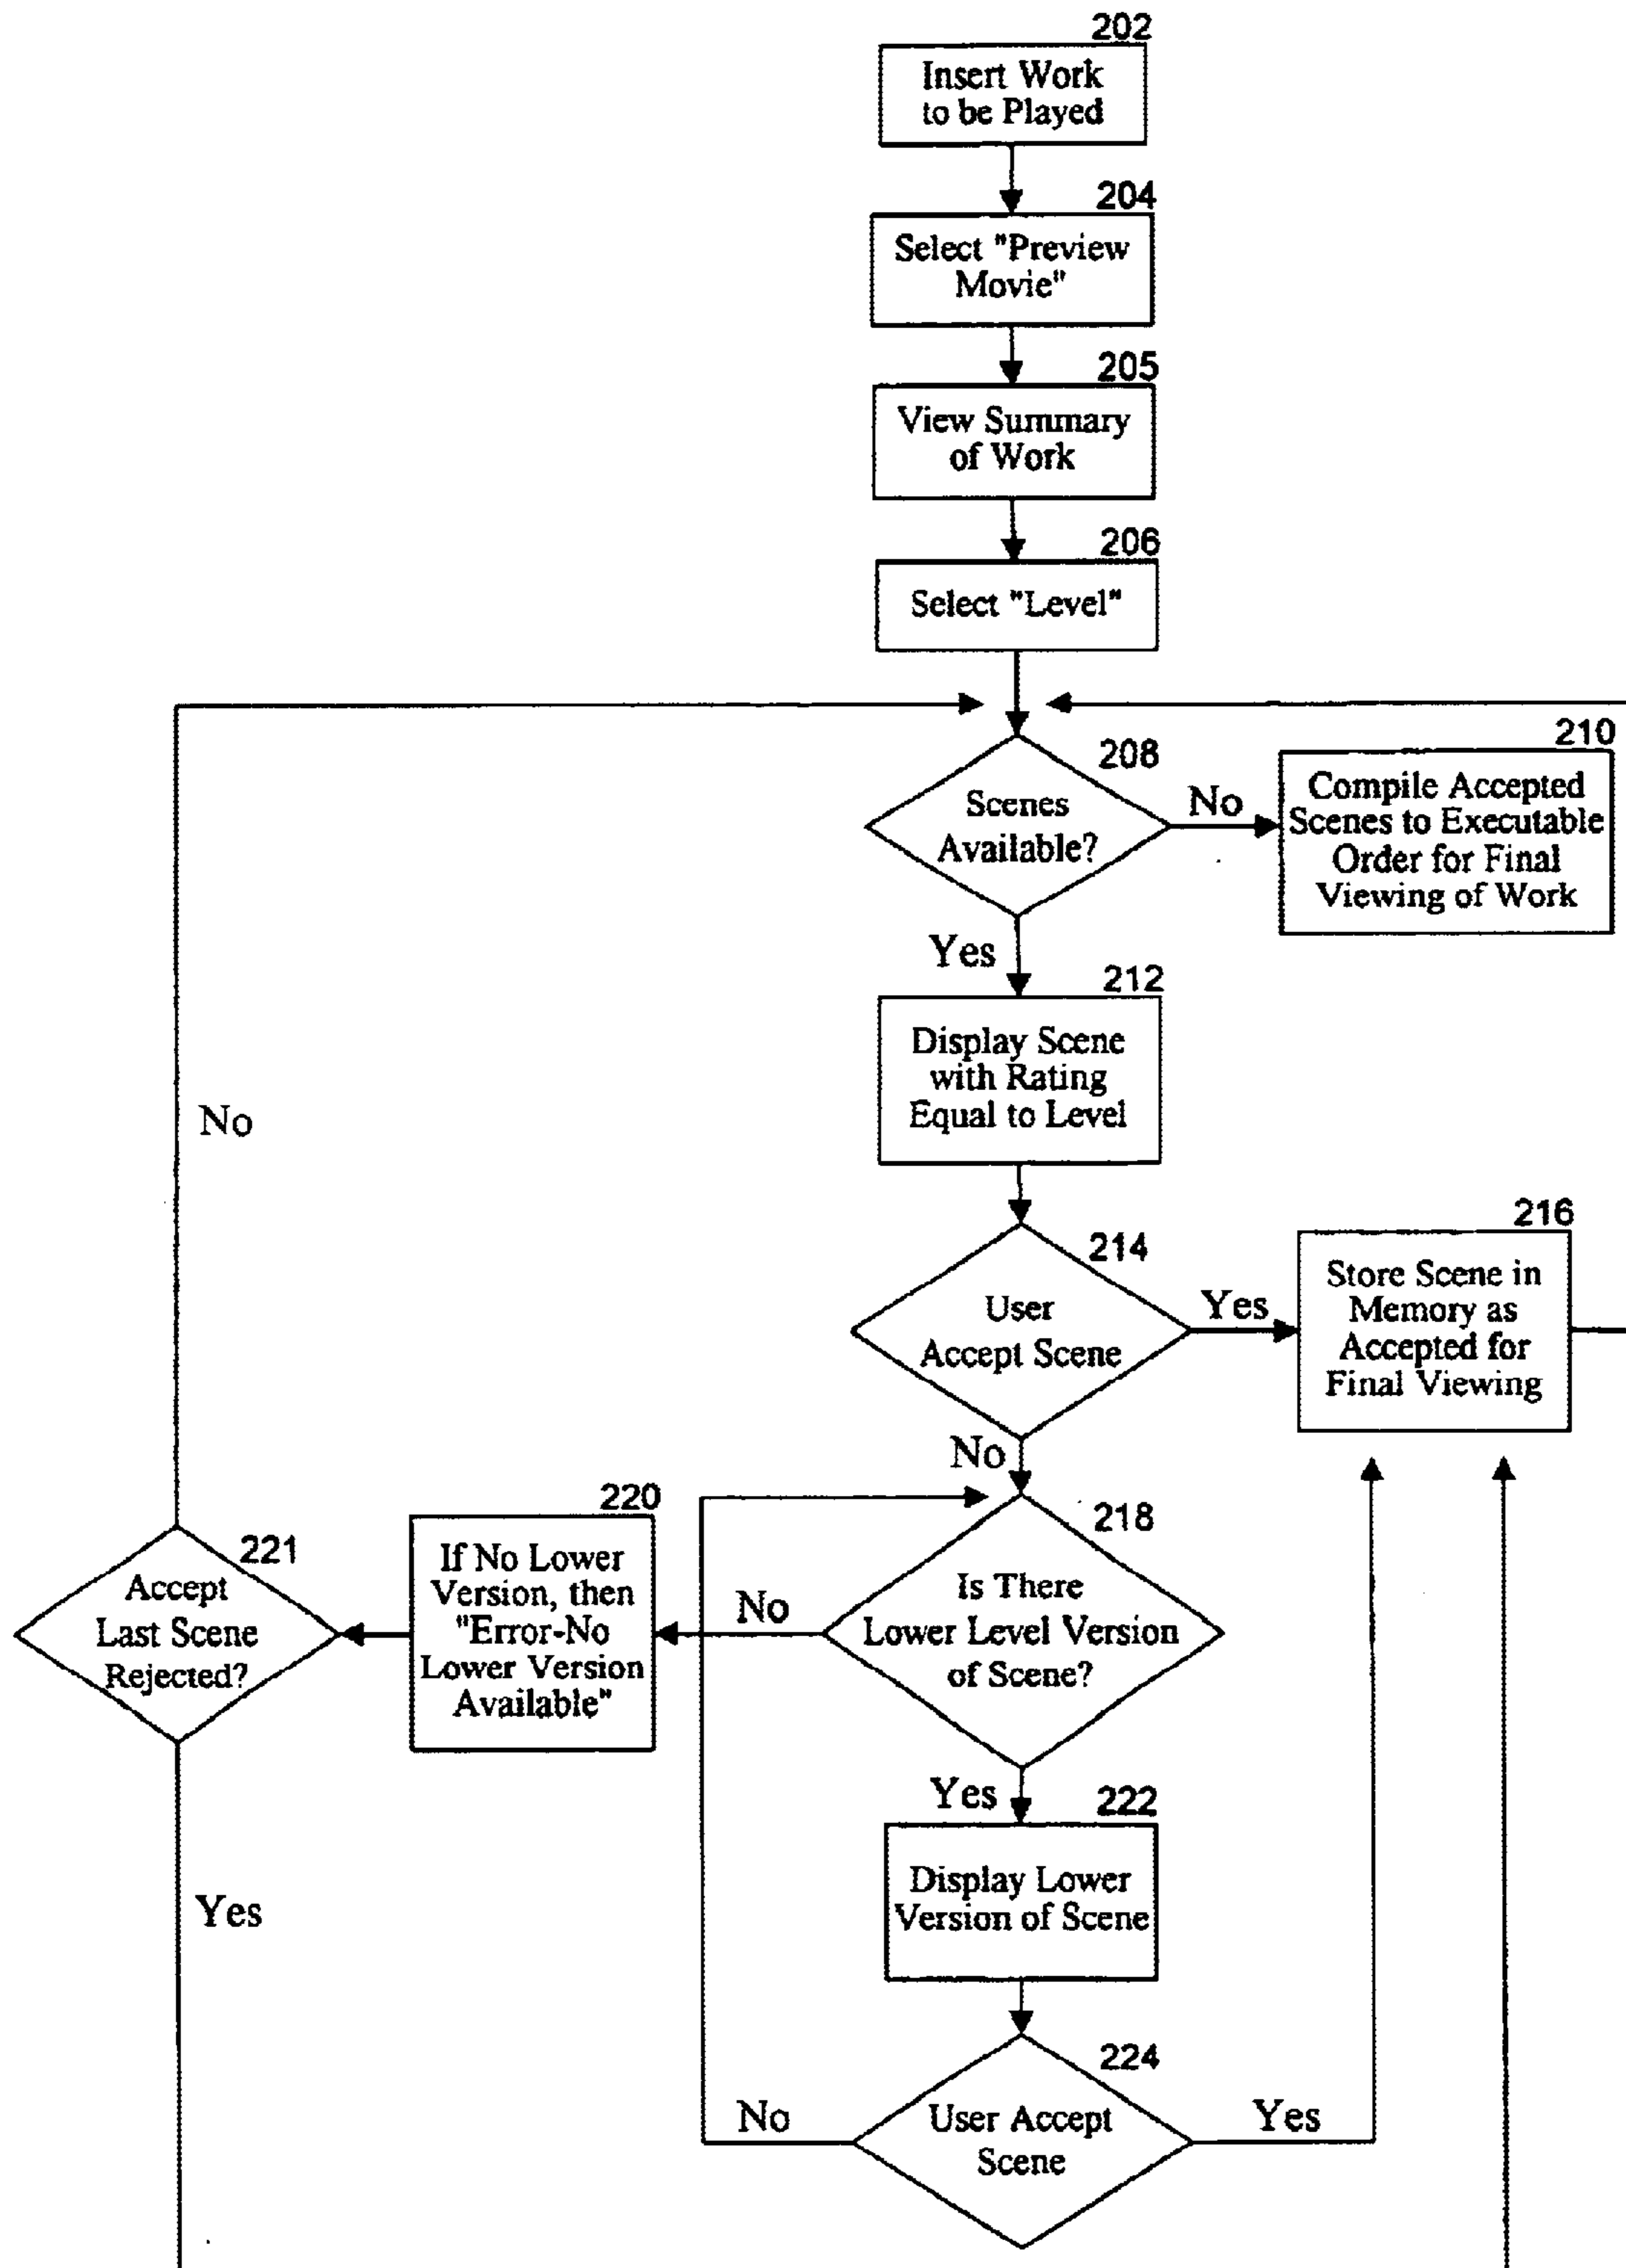 202
Insert Work
to be Played
204
Select "Preview
Movie"
205
View Summary
of Work
206
Select "Level"
208
Scenes
Available?
No
210
Compile Accepted
Scenes to Executable
Order for Final
Viewing of Work
Yes
212
Display Scene
with Rating
Equal to Level
No
214
User
Accept Scene
Yes
216
Store Scene in
Memory as
Accepted for
Final Viewing
No
218
Is There
Lower Level Version
of Scene?
No
220
If No Lower
Version, then
"Error-No
Lower Version
Available"
221
Accept
Last Scene
Rejected?
Yes
222
Display Lower
Version of Scene
Yes
224
User Accept
Scene
No
Yes